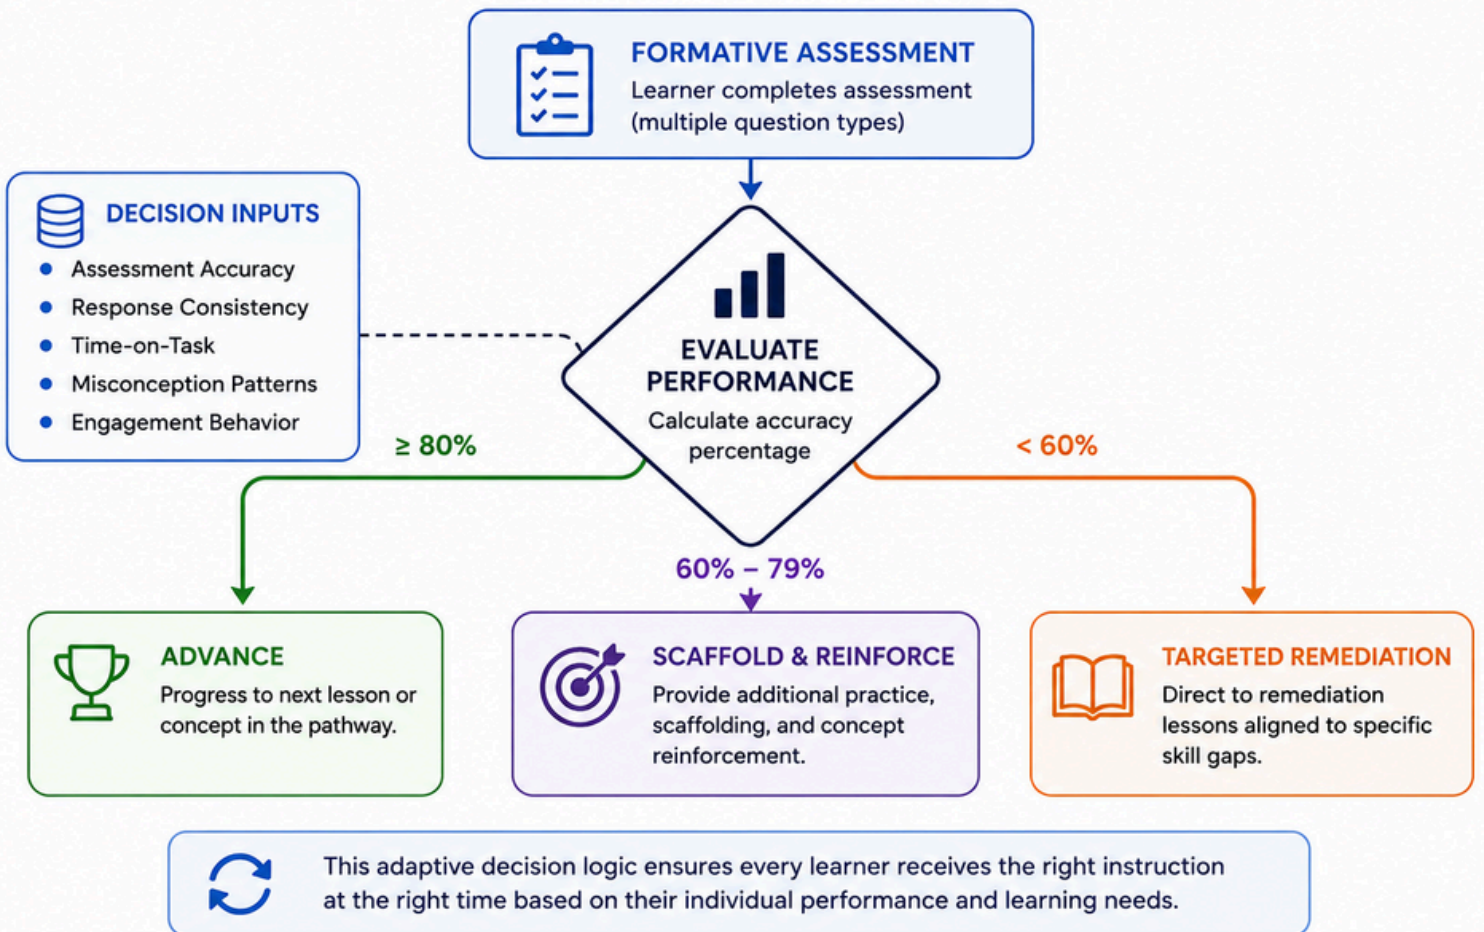 FORMATIVE ASSESSMENT
Learner completes assessment
(multiple question types)
DECISION INPUTS
Assessment Accuracy
Response Consistency
Time-on-Task
Misconception Patterns
Engagement Behavior
EVALUATE
PERFORMANCE
Calculate accuracy
percentage
≥ 80%
< 60%
60% – 79%
ADVANCE
Progress to next lesson or
concept in the pathway.
SCAFFOLD & REINFORCE
Provide additional practice,
scaffolding, and concept
reinforcement.
TARGETED REMEDIATION
Direct to remediation
lessons aligned to specific
skill gaps.
This adaptive decision logic ensures every learner receives the right instruction
at the right time based on their individual performance and learning needs.